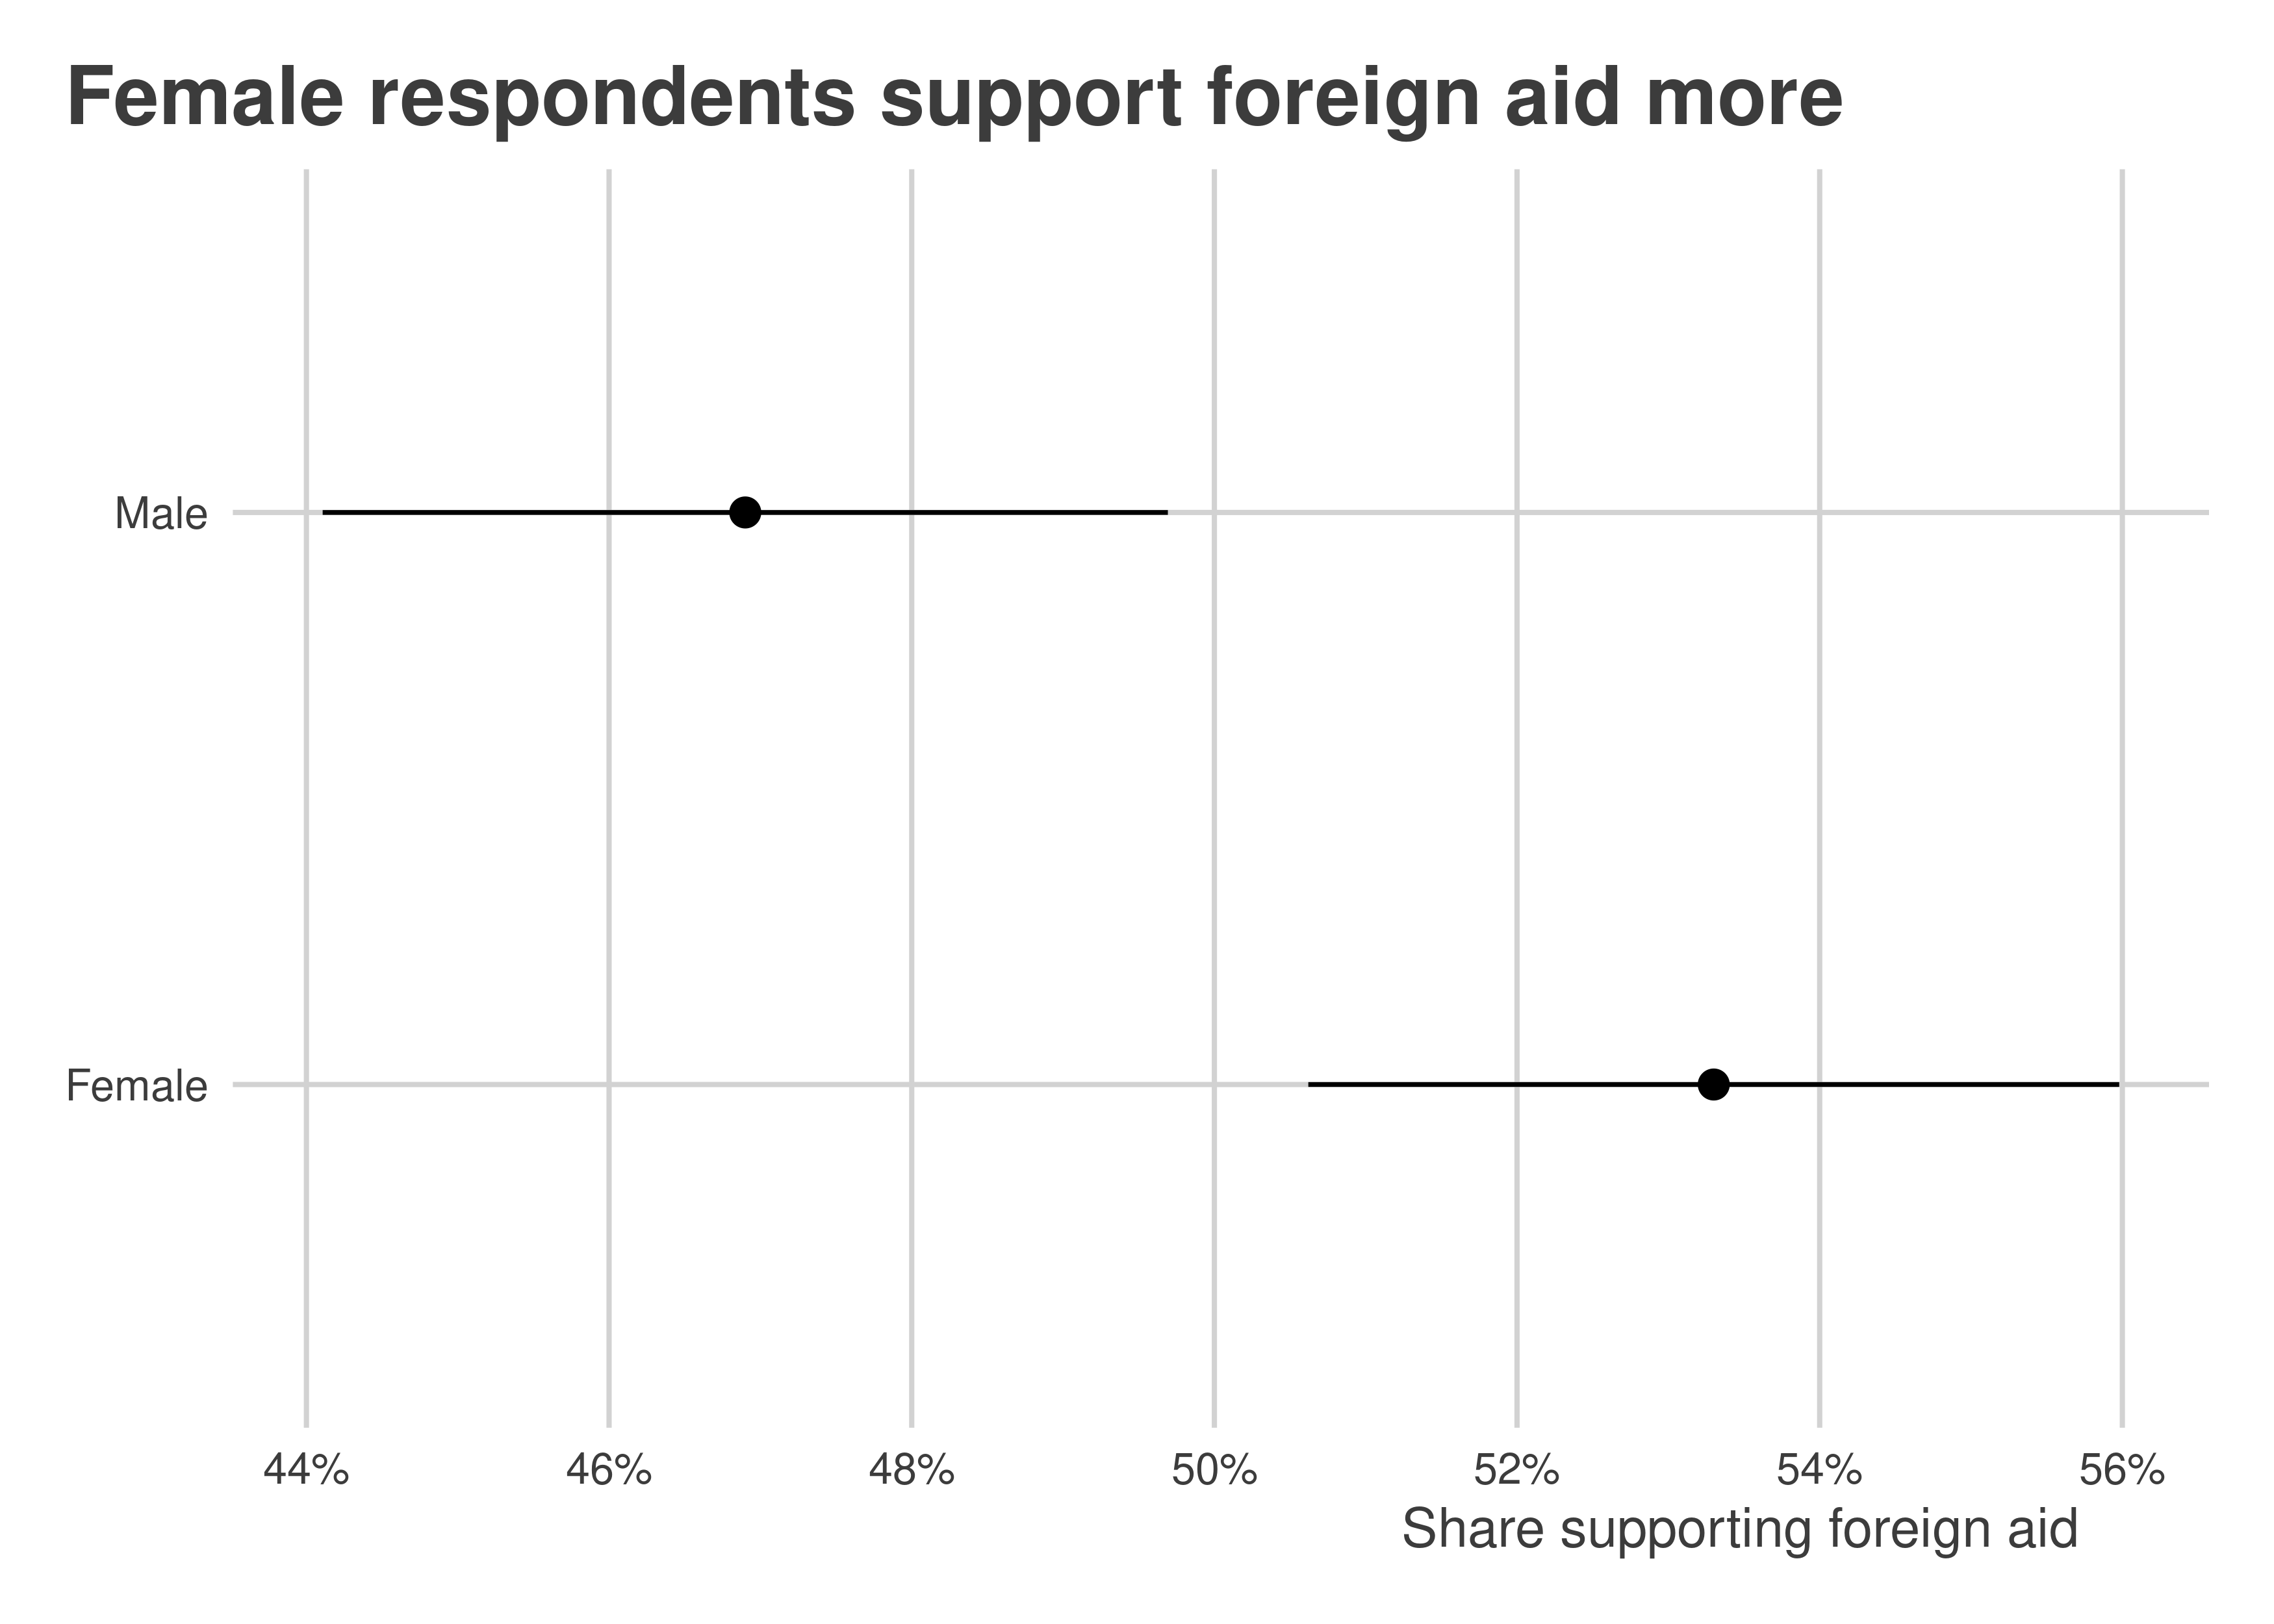 Female respondents support foreign aid more
Male
Female
44% 46% 48% 50% 52% 54% 56%
Share supporting foreign aid